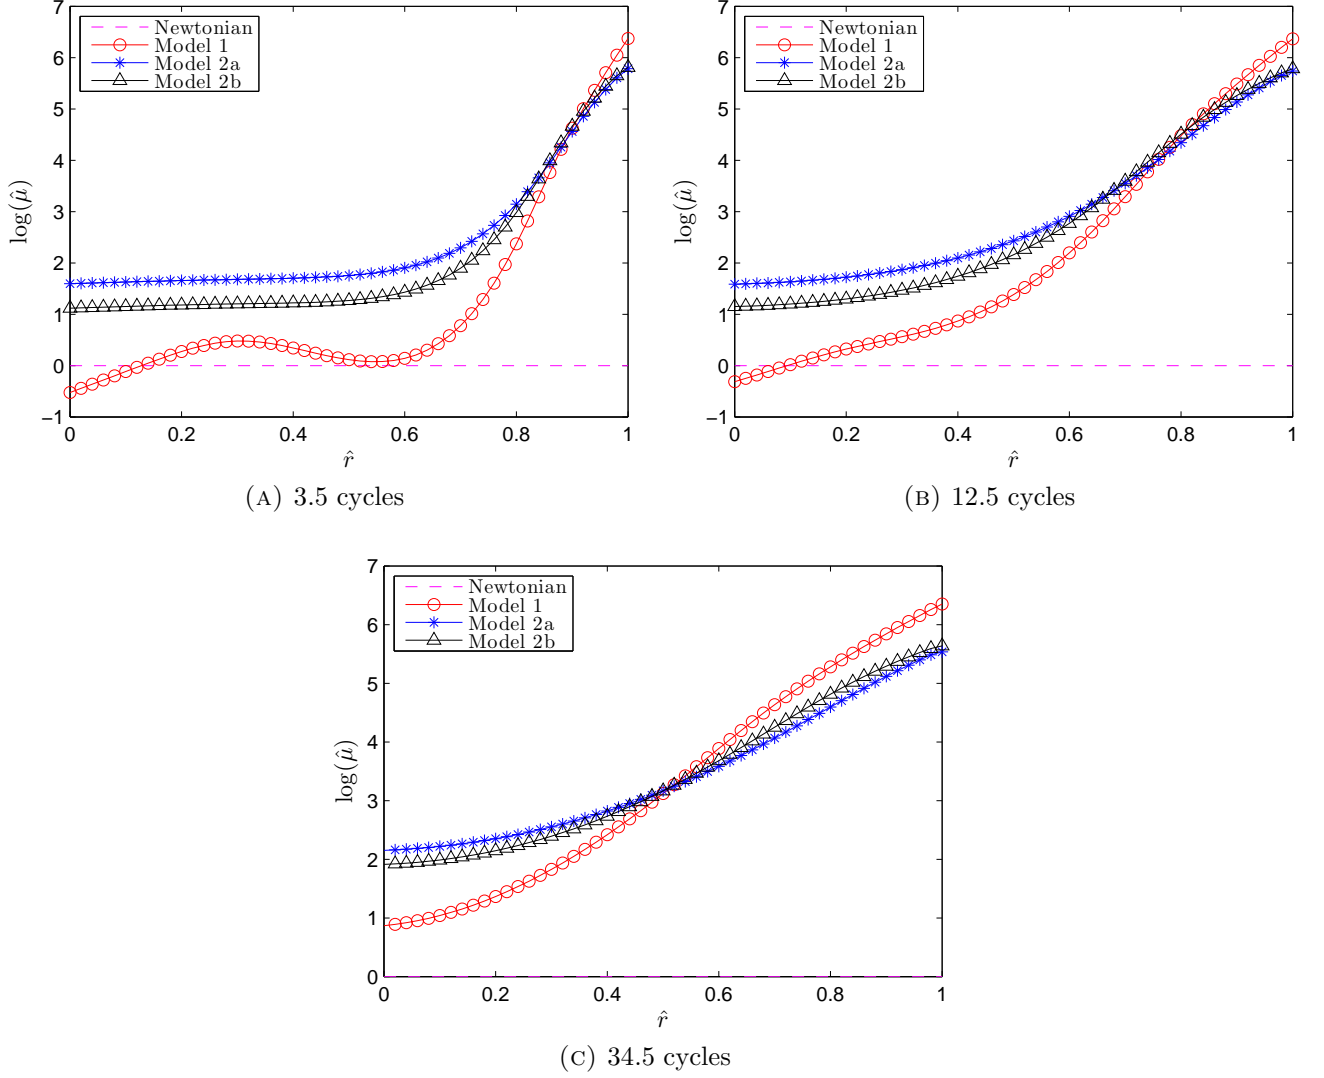 7
6
5
4
3
2
1
0
−1
log(μ̂)
Newtonian
Model 1
Model 2a
Model 2b
0 0.2 0.4 0.6 0.8 1
r̂
(A) 3.5 cycles
7
6
5
4
3
2
1
0
−1
log(μ̂)
Newtonian
Model 1
Model 2a
Model 2b
0 0.2 0.4 0.6 0.8 1
r̂
(B) 12.5 cycles
7
6
5
4
3
2
1
0
log(μ̂)
Newtonian
Model 1
Model 2a
Model 2b
0 0.2 0.4 0.6 0.8 1
r̂
(C) 34.5 cycles